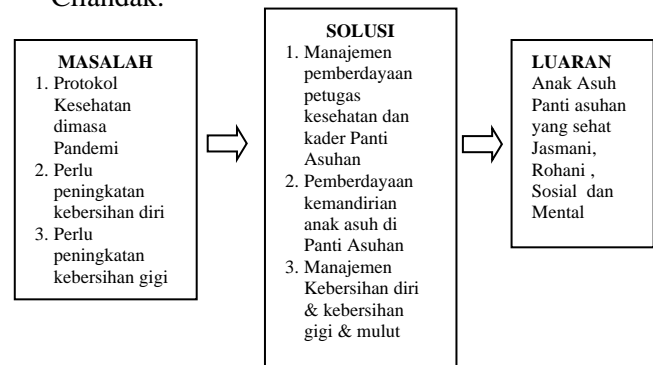 Cilandak.
MASALAH
1. Protokol
Kesehatan
dimasa
Pandemi
2. Perlu
peningkatan
kebersihan diri
3. Perlu
peningkatan
kebersihan gigi
SOLUSI
1. Manajemen
pemberdayaan
petugas
kesehatan dan
kader Panti
Asuhan
2. Pemberdayaan
kemandirian
anak asuh di
Panti Asuhan
3. Manajemen
Kebersihan diri
& kebersihan
gigi & mulut
LUARAN
Anak Asuh
Panti asuhan
yang sehat
Jasmani,
Rohani ,
Sosial dan
Mental